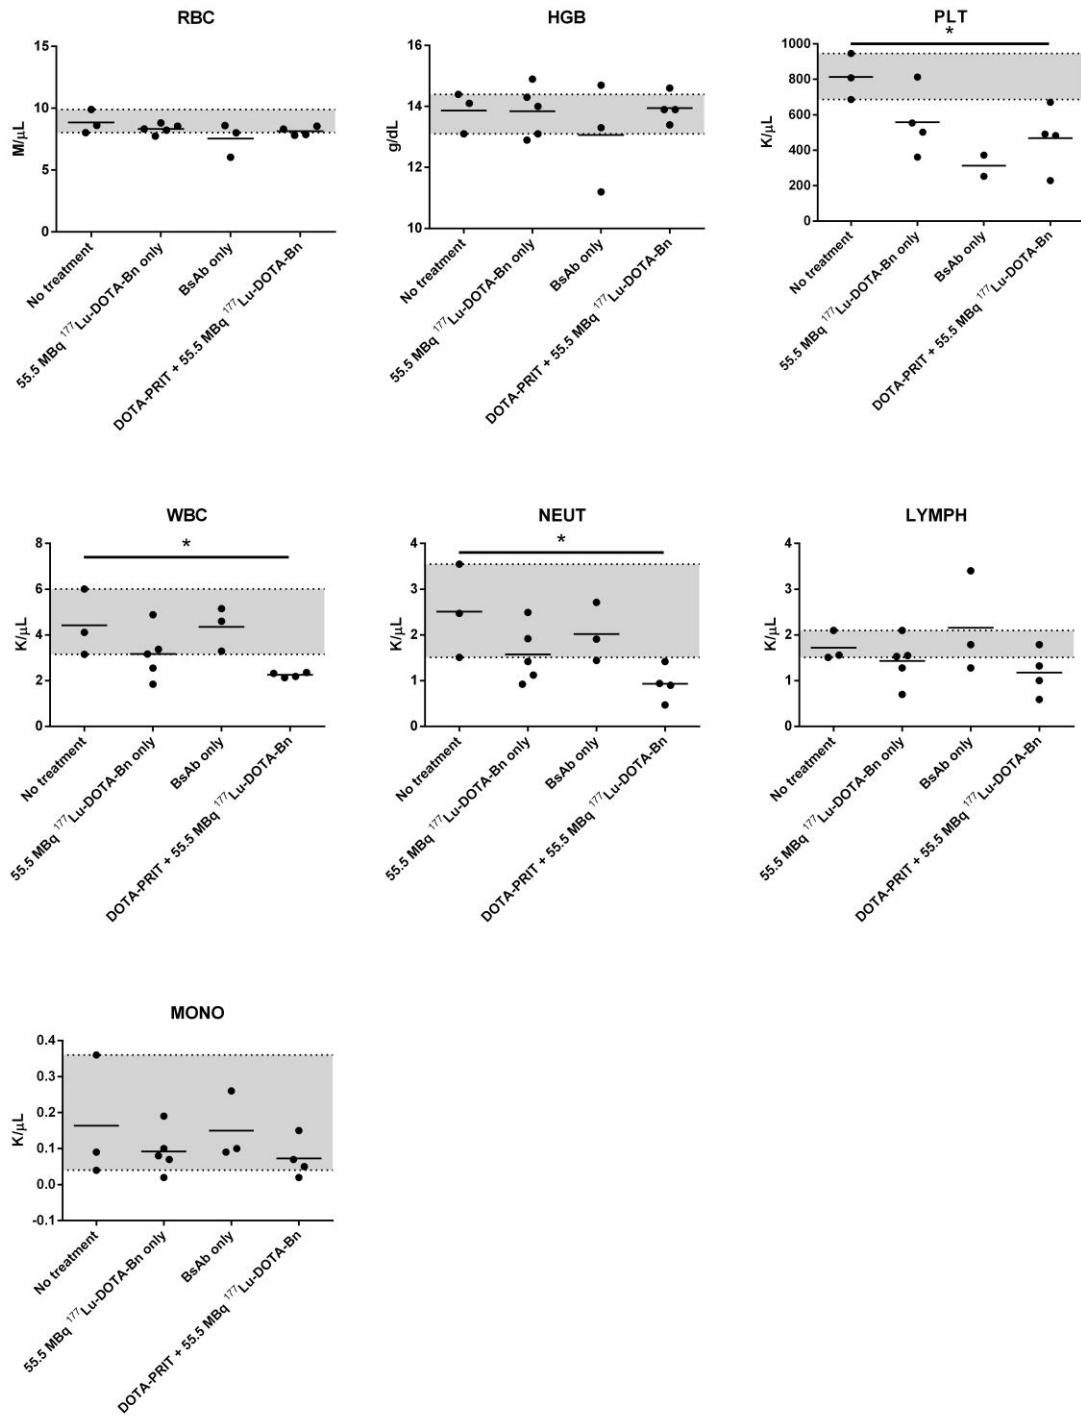 RBC
15
10
5
0
M/µL
No treatment
55.5 MBq ¹⁷⁷Lu-DOTA-Bn only
BsAb only
DOTA-PRIT + 55.5 MBq ¹⁷⁷Lu-DOTA-Bn
HGB
16
14
12
10
g/dL
No treatment
55.5 MBq ¹⁷⁷Lu-DOTA-Bn only
BsAb only
DOTA-PRIT + 55.5 MBq ¹⁷⁷Lu-DOTA-Bn
PLT
*
1000
800
600
400
200
0
K/µL
No treatment
55.5 MBq ¹⁷⁷Lu-DOTA-Bn only
BsAb only
DOTA-PRIT + 55.5 MBq ¹⁷⁷Lu-DOTA-Bn
WBC
*
8
6
4
2
0
K/µL
No treatment
55.5 MBq ¹⁷⁷Lu-DOTA-Bn only
BsAb only
DOTA-PRIT + 55.5 MBq ¹⁷⁷Lu-DOTA-Bn
NEUT
*
4
3
2
1
0
K/µL
No treatment
55.5 MBq ¹⁷⁷Lu-DOTA-Bn only
BsAb only
DOTA-PRIT + 55.5 MBq ¹⁷⁷Lu-DOTA-Bn
LYMPH
4
3
2
1
0
K/µL
No treatment
55.5 MBq ¹⁷⁷Lu-DOTA-Bn only
BsAb only
DOTA-PRIT + 55.5 MBq ¹⁷⁷Lu-DOTA-Bn
MONO
0.4
0.3
0.2
0.1
0.0
-0.1
K/µL
No treatment
55.5 MBq ¹⁷⁷Lu-DOTA-Bn only
BsAb only
DOTA-PRIT + 55.5 MBq ¹⁷⁷Lu-DOTA-Bn